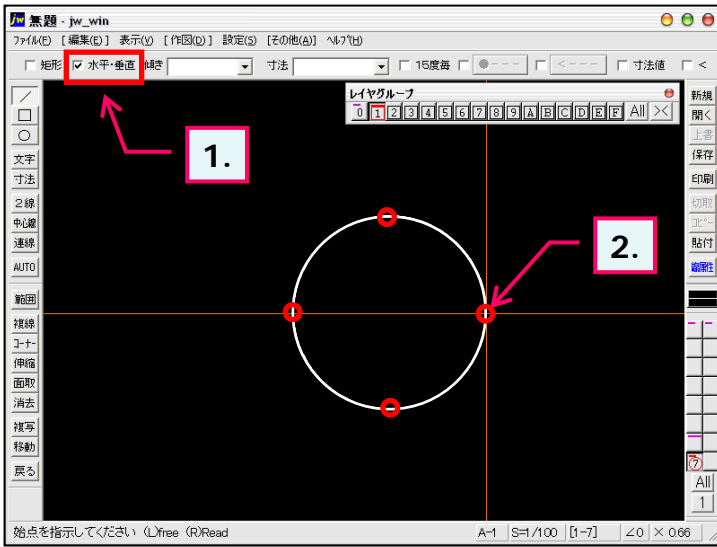 無題 - jw_win
ﾌｧｲﾙ(F) [編集(E)] 表示(V) [作図(D)] 設定(S) [その他(A)] ﾍﾙﾌﾟ(H)
矩形 水平･垂直 傾き 寸法 15度毎 ●--- <--- 寸法値 <
レイヤグループ
0 1 2 3 4 5 6 7 8 9 A B C D E F All ><
／
□
○
文字
寸法
２線
中心線
連線
AUTO
範囲
複線
ｺｰﾅｰ
伸縮
面取
消去
複写
移動
戻る
1.
2.
新規
開く
上書
保存
印刷
切取
ｺﾋﾟｰ
貼付
線属性
7
All
1
始点を指示してください (L)free (R)Read
A-1 S=1/100 [1-7] ∠0 × 0.66